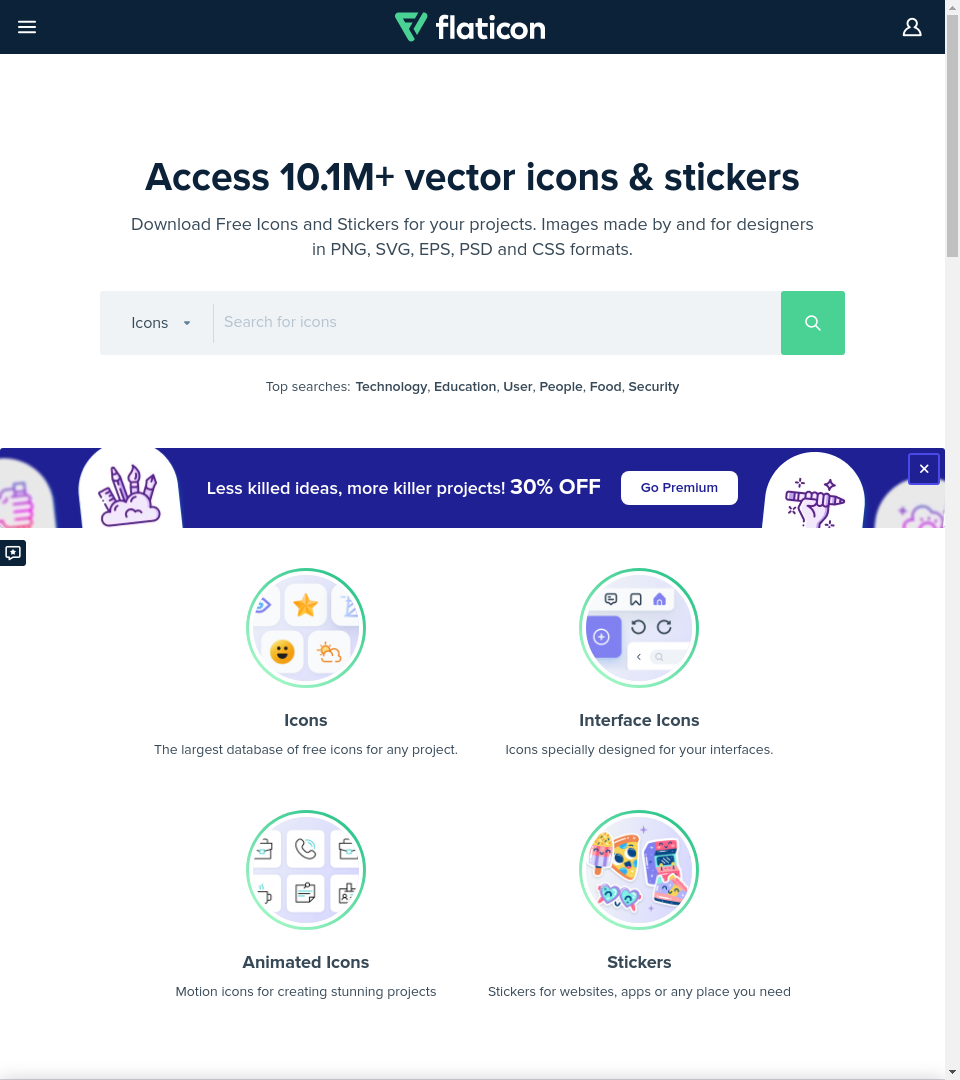 flaticon
Access 10.1M+ vector icons & stickers
Download Free Icons and Stickers for your projects. Images made by and for designers
in PNG, SVG, EPS, PSD and CSS formats.
Icons
Search for icons
Top searches: Technology, Education, User, People, Food, Security
Less killed ideas, more killer projects! 30% OFF
Go Premium
Icons
The largest database of free icons for any project.
Interface Icons
Icons specially designed for your interfaces.
Animated Icons
Motion icons for creating stunning projects
Stickers
Stickers for websites, apps or any place you need